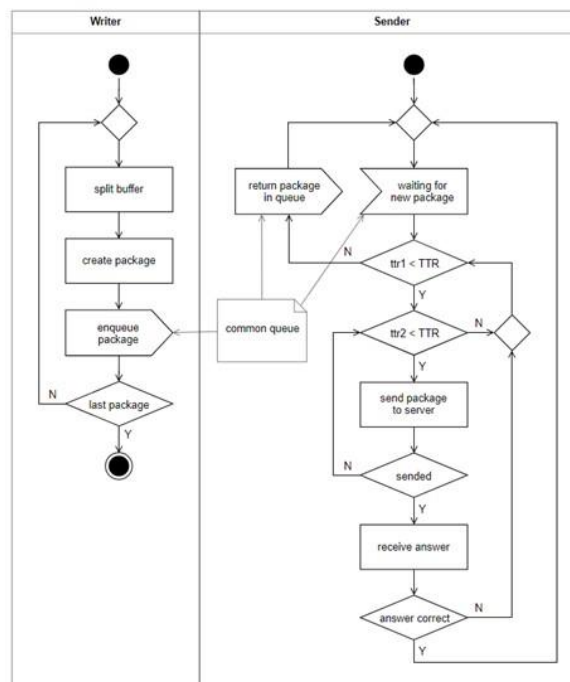 Writer
Sender
split buffer
create package
enqueue
package
N
last package
Y
return package
in queue
waiting for
new package
N
ttr1 < TTR
Y
common queue
ttr2 < TTR
N
Y
send package
to server
N
sended
Y
receive answer
answer correct
N
Y